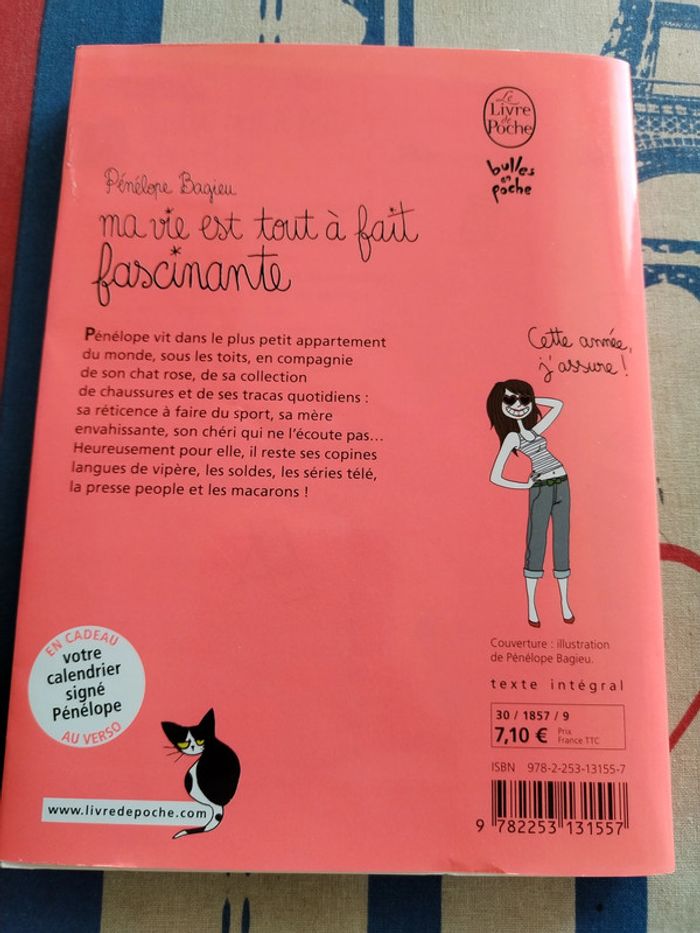 Le
Livre
de
Poche
bulles
en
poche
Pénélope Bagieu
ma vie est tout à fait
fascinante
Pénélope vit dans le plus petit appartement
du monde, sous les toits, en compagnie
de son chat rose, de sa collection
de chaussures et de ses tracas quotidiens :
sa réticence à faire du sport, sa mère
envahissante, son chéri qui ne l'écoute pas...
Heureusement pour elle, il reste ses copines
langues de vipère, les soldes, les séries télé,
la presse people et les macarons !
Cette année,
j'assure !
EN CADEAU
votre
calendrier
signé
Pénélope
AU VERSO
www.livredepoche.com
Couverture : illustration
de Pénélope Bagieu.
texte intégral
30 / 1857 / 9
7,10 € Prix
France TTC
ISBN 978-2-253-13155-7
9 782253 131557